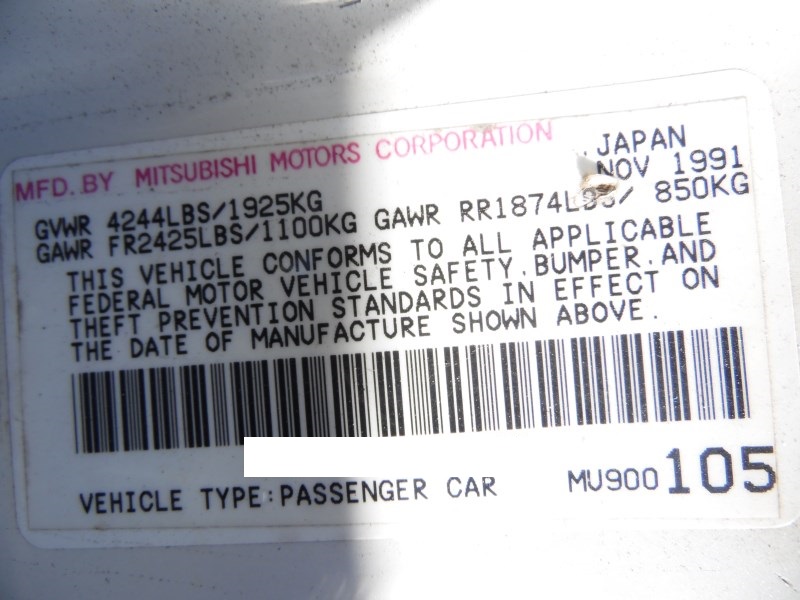 MFD. BY MITSUBISHI MOTORS CORPORATION , JAPAN
NOV 1991
GVWR 4244LBS/1925KG
GAWR FR2425LBS/1100KG GAWR RR1874LBS/ 850KG
THIS VEHICLE CONFORMS TO ALL APPLICABLE
FEDERAL MOTOR VEHICLE SAFETY.BUMPER.AND
THEFT PREVENTION STANDARDS IN EFFECT ON
THE DATE OF MANUFACTURE SHOWN ABOVE.
VEHICLE TYPE:PASSENGER CAR MU900 105